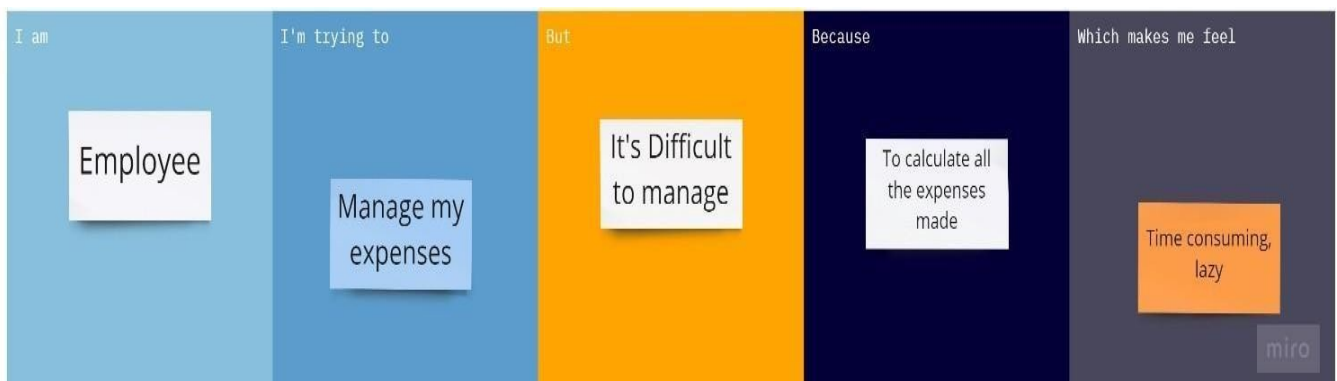 I am
Employee
I'm trying to
Manage my
expenses
But
It's Difficult
to manage
Because
To calculate all
the expenses
made
Which makes me feel
Time consuming,
lazy
miro